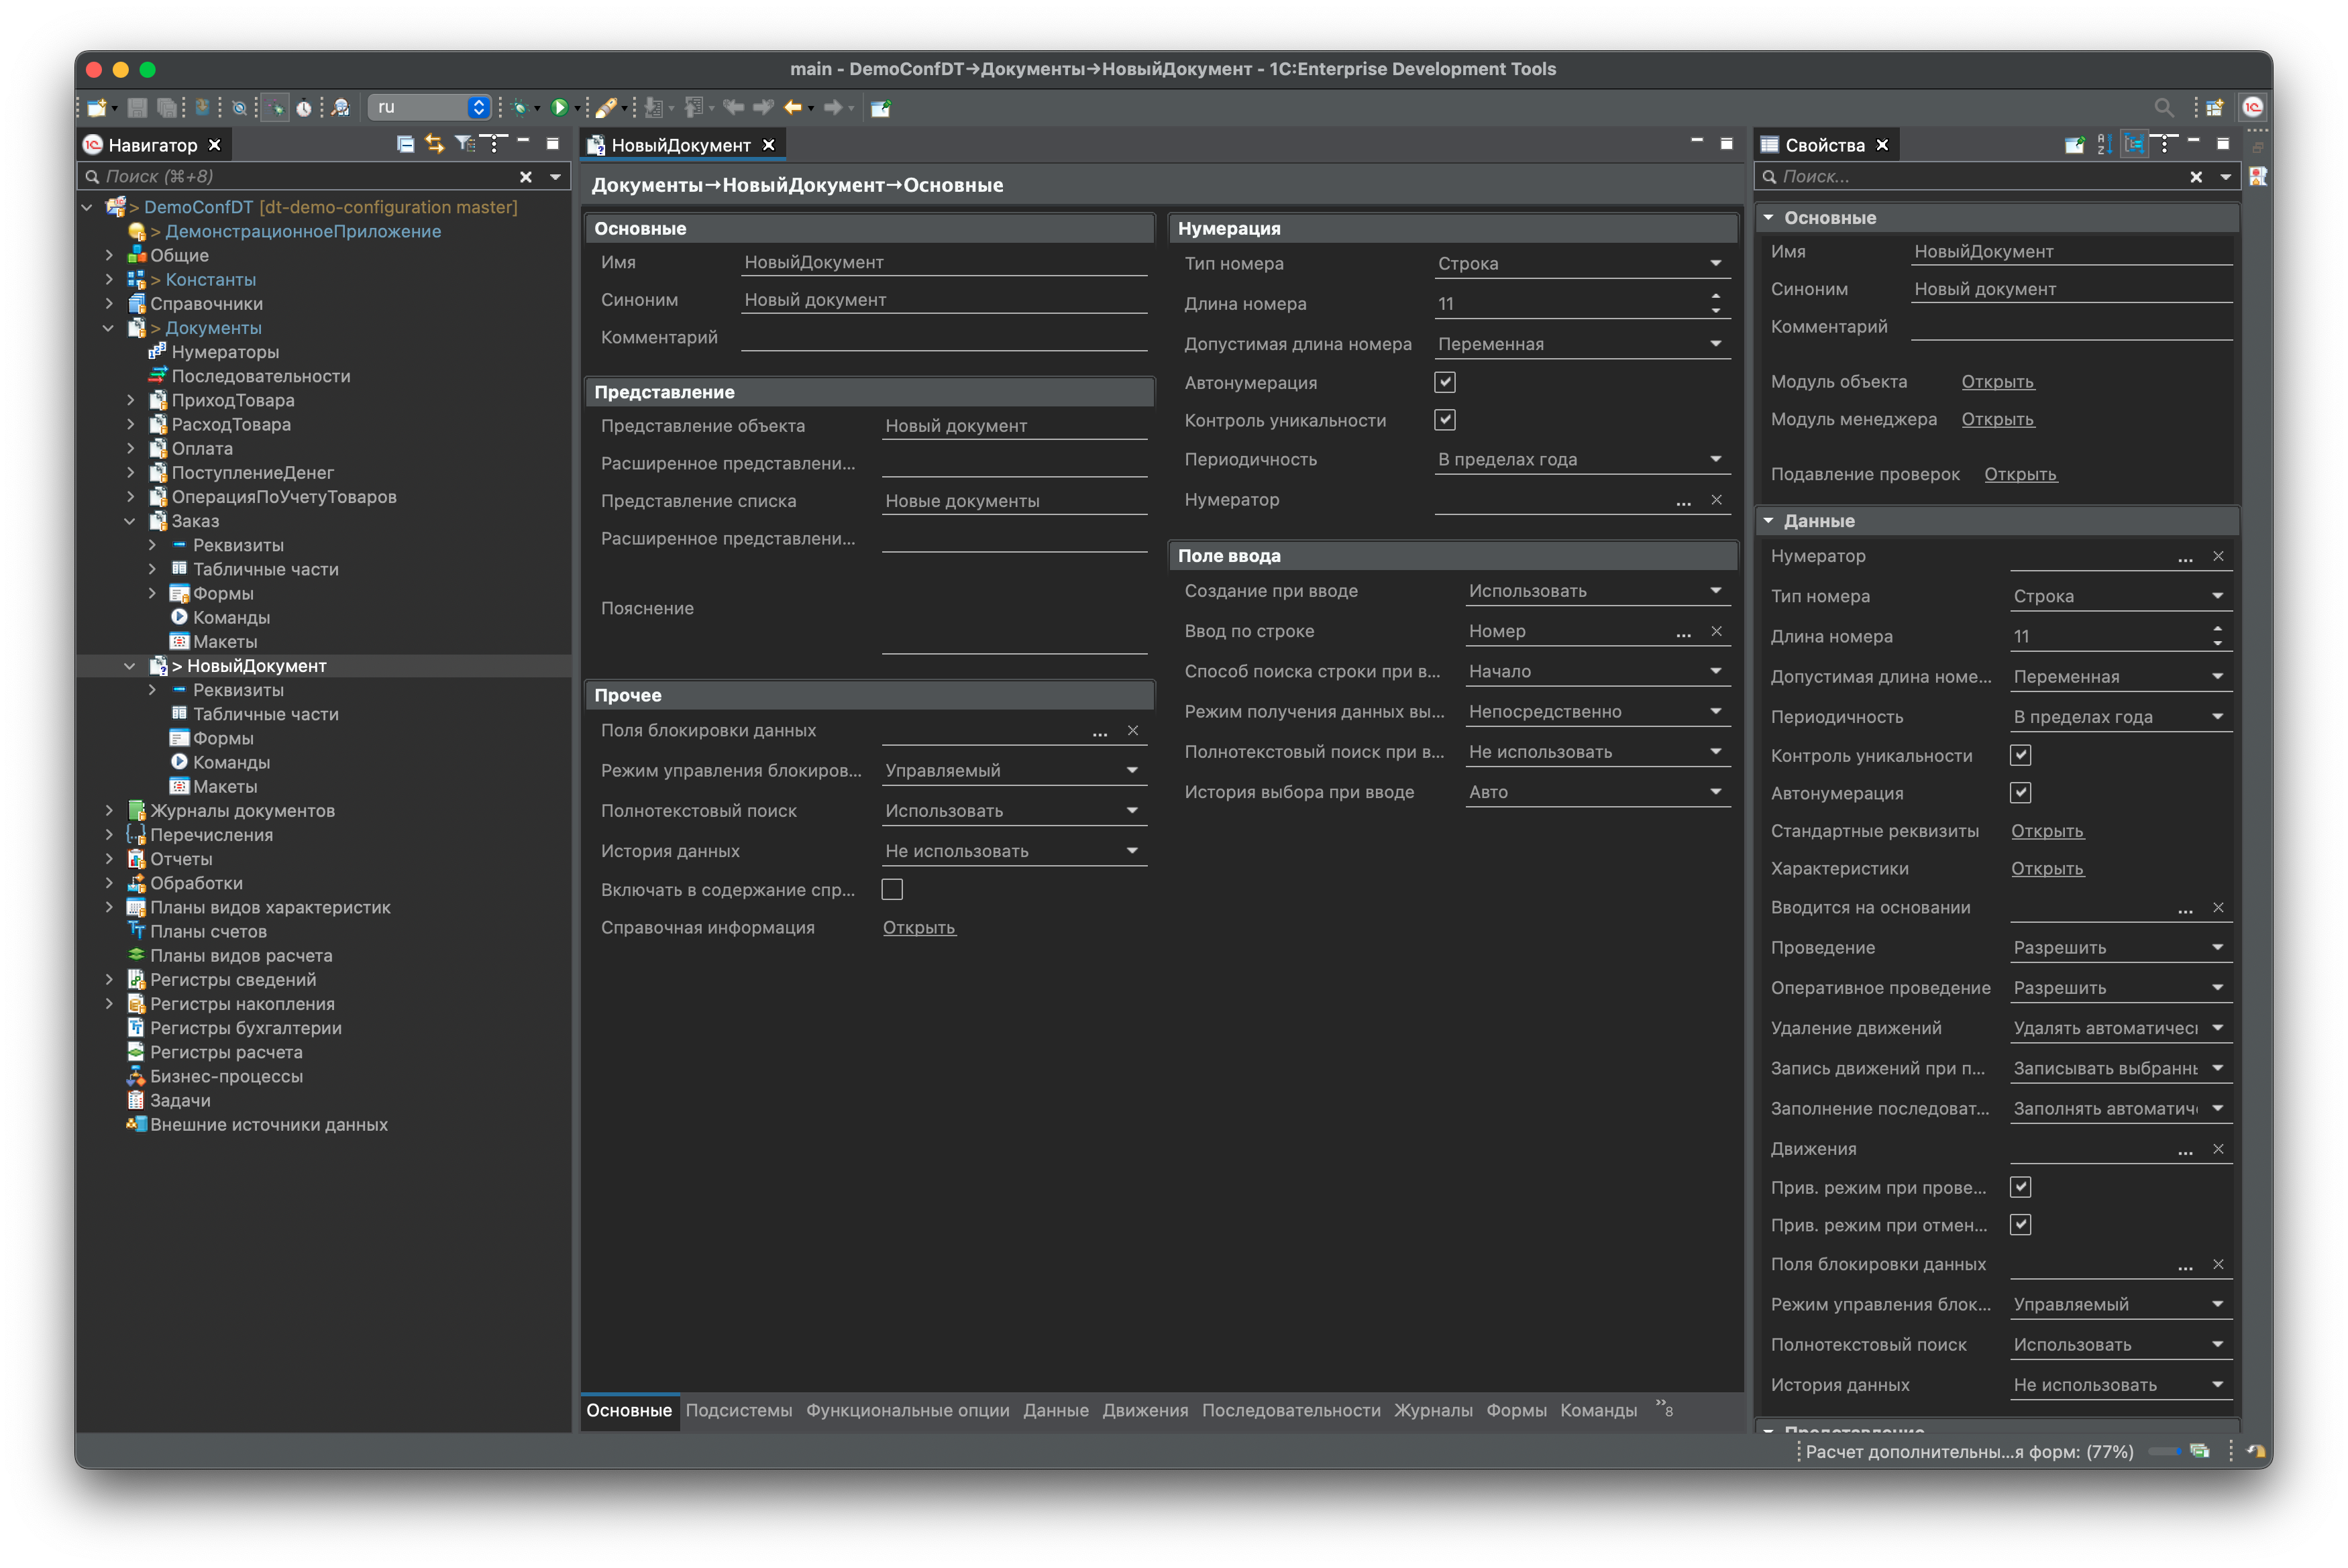 main - DemoConfDT→Документы→НовыйДокумент - 1C:Enterprise Development Tools
ru
Навигатор
Поиск (⌘+8)
> DemoConfDT [dt-demo-configuration master]
> ДемонстрационноеПриложение
Общие
> Константы
Справочники
> Документы
Нумераторы
Последовательности
ПриходТовара
РасходТовара
Оплата
ПоступлениеДенег
ОперацияПоУчетуТоваров
Заказ
Реквизиты
Табличные части
Формы
Команды
Макеты
> НовыйДокумент
Реквизиты
Табличные части
Формы
Команды
Макеты
Журналы документов
Перечисления
Отчеты
Обработки
Планы видов характеристик
Планы счетов
Планы видов расчета
Регистры сведений
Регистры накопления
Регистры бухгалтерии
Регистры расчета
Бизнес-процессы
Задачи
Внешние источники данных
НовыйДокумент
Документы→НовыйДокумент→Основные
Основные
Имя НовыйДокумент
Синоним Новый документ
Комментарий
Представление
Представление объекта Новый документ
Расширенное представлени...
Представление списка Новые документы
Расширенное представлени...
Пояснение
Прочее
Поля блокировки данных ...
Режим управления блокиров... Управляемый
Полнотекстовый поиск Использовать
История данных Не использовать
Включать в содержание спр...
Справочная информация Открыть
Нумерация
Тип номера Строка
Длина номера 11
Допустимая длина номера Переменная
Автонумерация
Контроль уникальности
Периодичность В пределах года
Нумератор ...
Поле ввода
Создание при вводе Использовать
Ввод по строке Номер ...
Способ поиска строки при в... Начало
Режим получения данных вы... Непосредственно
Полнотекстовый поиск при в... Не использовать
История выбора при вводе Авто
Основные Подсистемы Функциональные опции Данные Движения Последовательности Журналы Формы Команды »8
Свойства
Поиск...
Основные
Имя НовыйДокумент
Синоним Новый документ
Комментарий
Модуль объекта Открыть
Модуль менеджера Открыть
Подавление проверок Открыть
Данные
Нумератор ...
Тип номера Строка
Длина номера 11
Допустимая длина номе... Переменная
Периодичность В пределах года
Контроль уникальности
Автонумерация
Стандартные реквизиты Открыть
Характеристики Открыть
Вводится на основании ...
Проведение Разрешить
Оперативное проведение Разрешить
Удаление движений Удалять автоматичес
Запись движений при п... Записывать выбранн
Заполнение последоват... Заполнять автоматич
Движения ...
Прив. режим при прове...
Прив. режим при отмен...
Поля блокировки данных ...
Режим управления блок... Управляемый
Полнотекстовый поиск Использовать
История данных Не использовать
Представление
Расчет дополнительны...я форм: (77%)